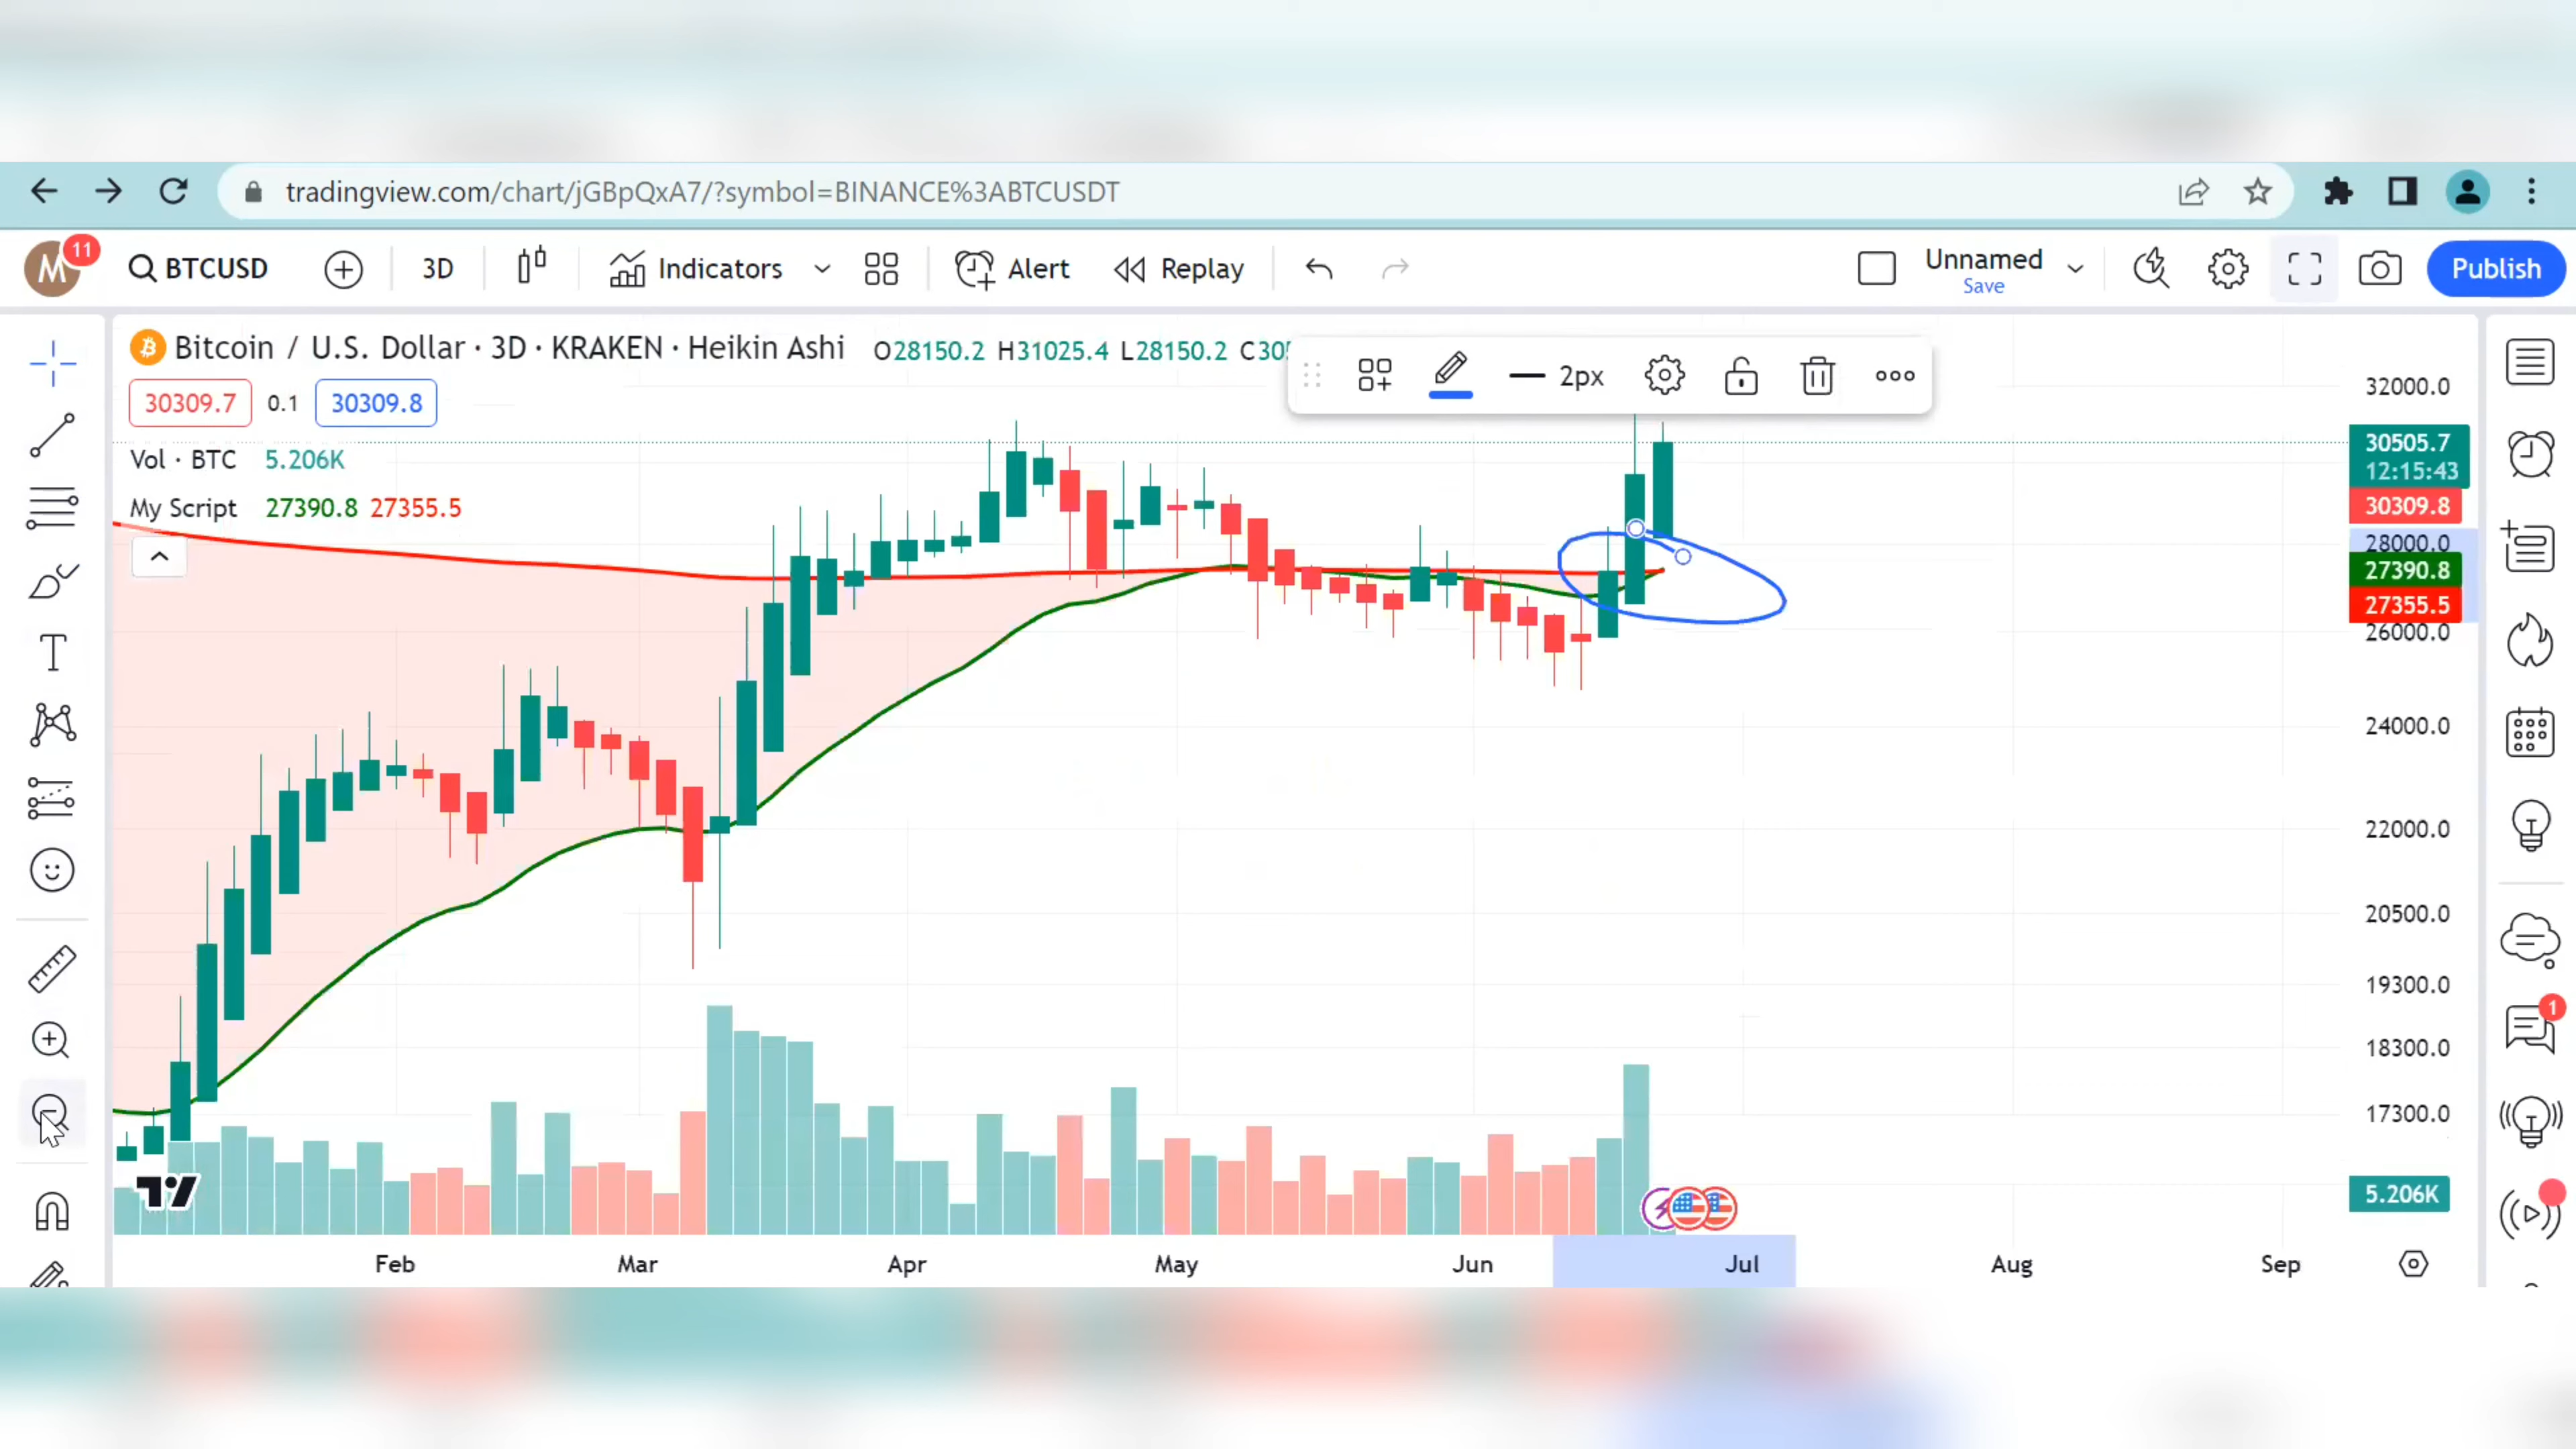 tradingview.com/chart/jGBpQxA7/?symbol=BINANCE%3ABTCUSDT
M 11 BTCUSD 3D Indicators Alert Replay Unnamed Save Publish
Bitcoin / U.S. Dollar · 3D · KRAKEN · Heikin Ashi O28150.2 H31025.4 L28150.2
2px
30309.7 0.1 30309.8
Vol · BTC 5.206K
My Script 27390.8 27355.5
32000.0
30505.7
12:15:43
30309.8
28000.0
27390.8
27355.5
26000.0
24000.0
22000.0
20500.0
19300.0
18300.0
17300.0
5.206K
1
Feb Mar Apr May Jun Jul Aug Sep